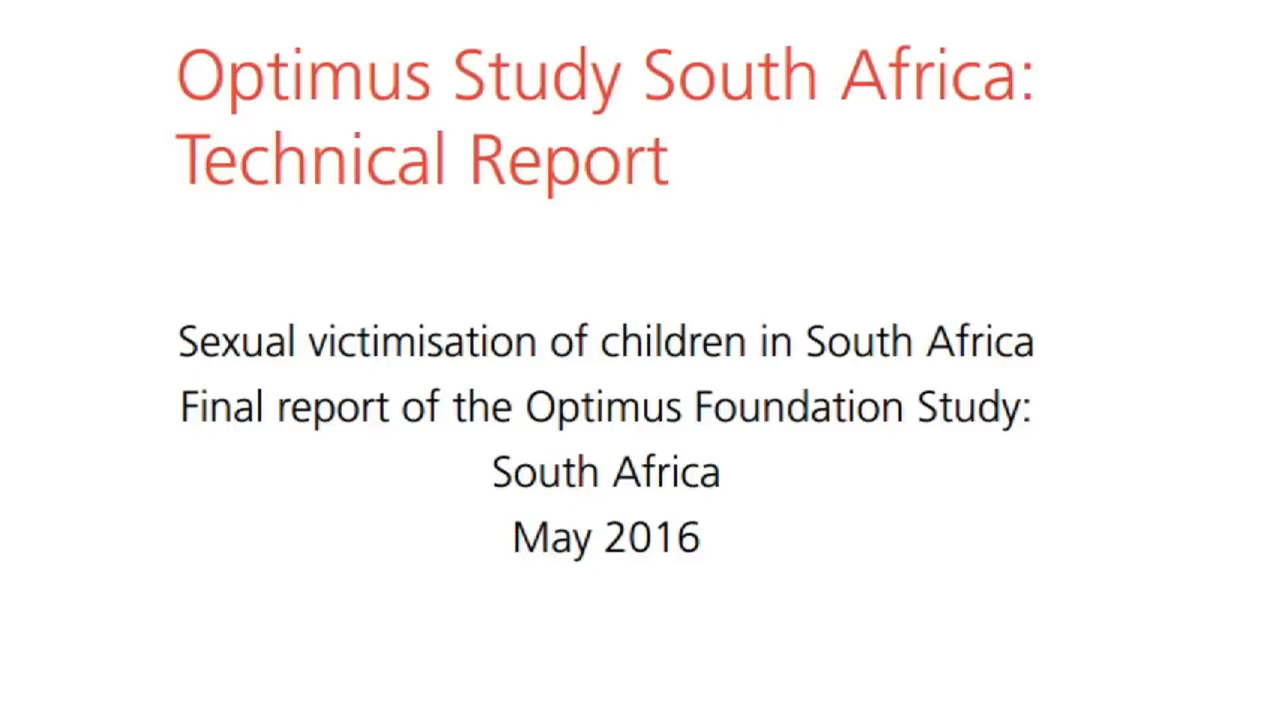 Optimus Study South Africa:
Technical Report
Sexual victimisation of children in South Africa
Final report of the Optimus Foundation Study:
South Africa
May 2016